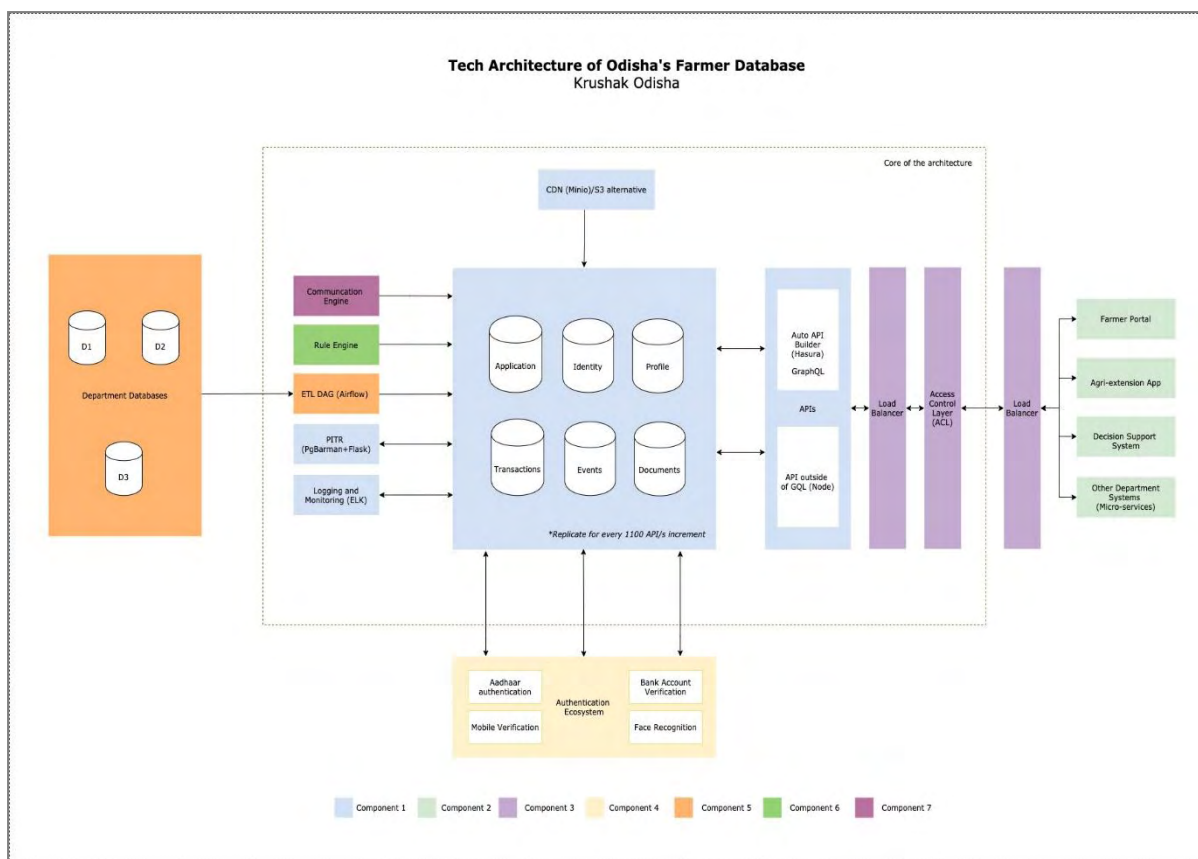 Tech Architecture of Odisha's Farmer Database
Krushak Odisha
Core of the architecture
CDN (Minio)/S3 alternative
D1
D2
Department Databases
D3
Communcation
Engine
Rule Engine
ETL DAG (Airflow)
PITR
(PgBarman+Flask)
Logging and
Monitoring (ELK)
Application
Identity
Profile
Transactions
Events
Documents
*Replicate for every 1100 API/s increment
Auto API
Builder
(Hasura)
GraphQL
APIs
API outside
of GQL (Node)
Load
Balancer
Access
Control
Layer
(ACL)
Load
Balancer
Farmer Portal
Agri-extension App
Decision Support
System
Other Department
Systems
(Micro-services)
Aadhaar
authentication
Bank Account
Verification
Authentication
Ecosystem
Mobile Verification
Face Recognition
Component 1
Component 2
Component 3
Component 4
Component 5
Component 6
Component 7